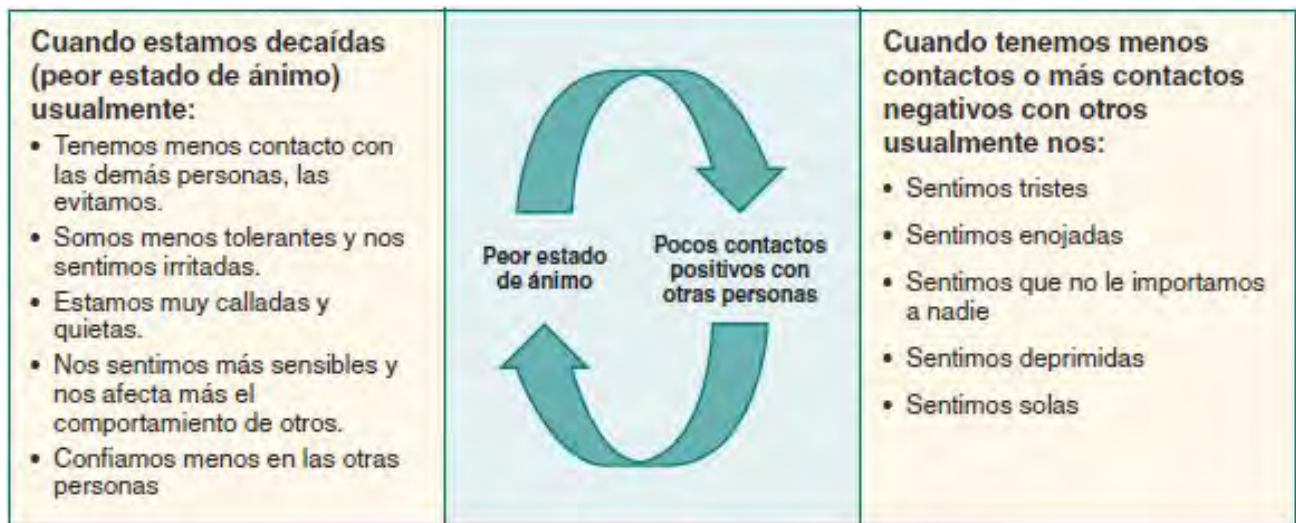 Cuando estamos decaídas
(peor estado de ánimo)
usualmente:
• Tenemos menos contacto con
las demás personas, las
evitamos.
• Somos menos tolerantes y nos
sentimos irritadas.
• Estamos muy calladas y
quietas.
• Nos sentimos más sensibles y
nos afecta más el
comportamiento de otros.
• Confiamos menos en las otras
personas
Peor estado
de ánimo
Pocos contactos
positivos con
otras personas
Cuando tenemos menos
contactos o más contactos
negativos con otros
usualmente nos:
• Sentimos tristes
• Sentimos enojadas
• Sentimos que no le importamos
a nadie
• Sentimos deprimidas
• Sentimos solas